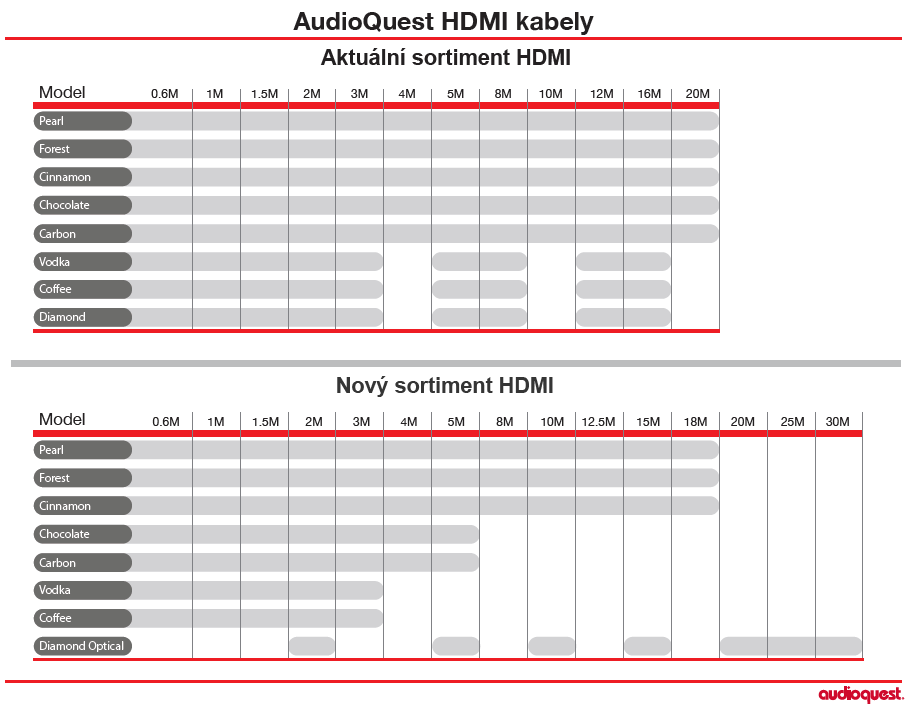 AudioQuest HDMI kabely
Aktuální sortiment HDMI
Model 0.6M 1M 1.5M 2M 3M 4M 5M 8M 10M 12M 16M 20M
Pearl
Forest
Cinnamon
Chocolate
Carbon
Vodka
Coffee
Diamond
Nový sortiment HDMI
Model 0.6M 1M 1.5M 2M 3M 4M 5M 8M 10M 12.5M 15M 18M 20M 25M 30M
Pearl
Forest
Cinnamon
Chocolate
Carbon
Vodka
Coffee
Diamond Optical
audioquest.